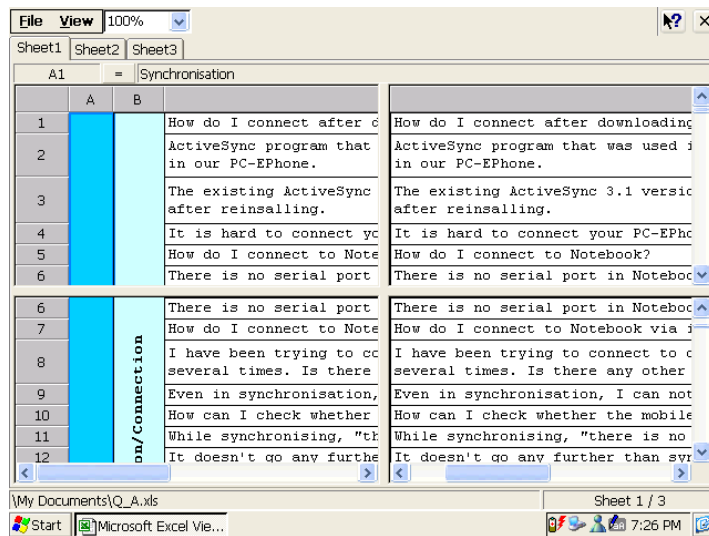 File View 100%
Sheet1 Sheet2 Sheet3
A1 = Synchronisation
A B
1 How do I connect after d How do I connect after downloading
2 ActiveSync program that ActiveSync program that was used i
in our PC-EPhone. in our PC-EPhone.
3 The existing ActiveSync The existing ActiveSync 3.1 versic
after reinsalling. after reinsalling.
4 It is hard to connect yo It is hard to connect your PC-EPho
5 How do I connect to Note How do I connect to Notebook?
6 There is no serial port There is no serial port in Noteboo
6 There is no serial port There is no serial port in Noteboo
7 How do I connect to Note How do I connect to Notebook via i
8 I have been trying to co I have been trying to connect to c
several times. Is there several times. Is there any other
9 Even in synchronisation, Even in synchronisation, I can not
10 How can I check whether How can I check whether the mobile
11 While synchronising, "th While synchronising, "there is no
12 It doesn't go any furthe It doesn't go any further than syr
on/Connection
\My Documents\Q_A.xls Sheet 1 / 3
Start Microsoft Excel Vie... 7:26 PM